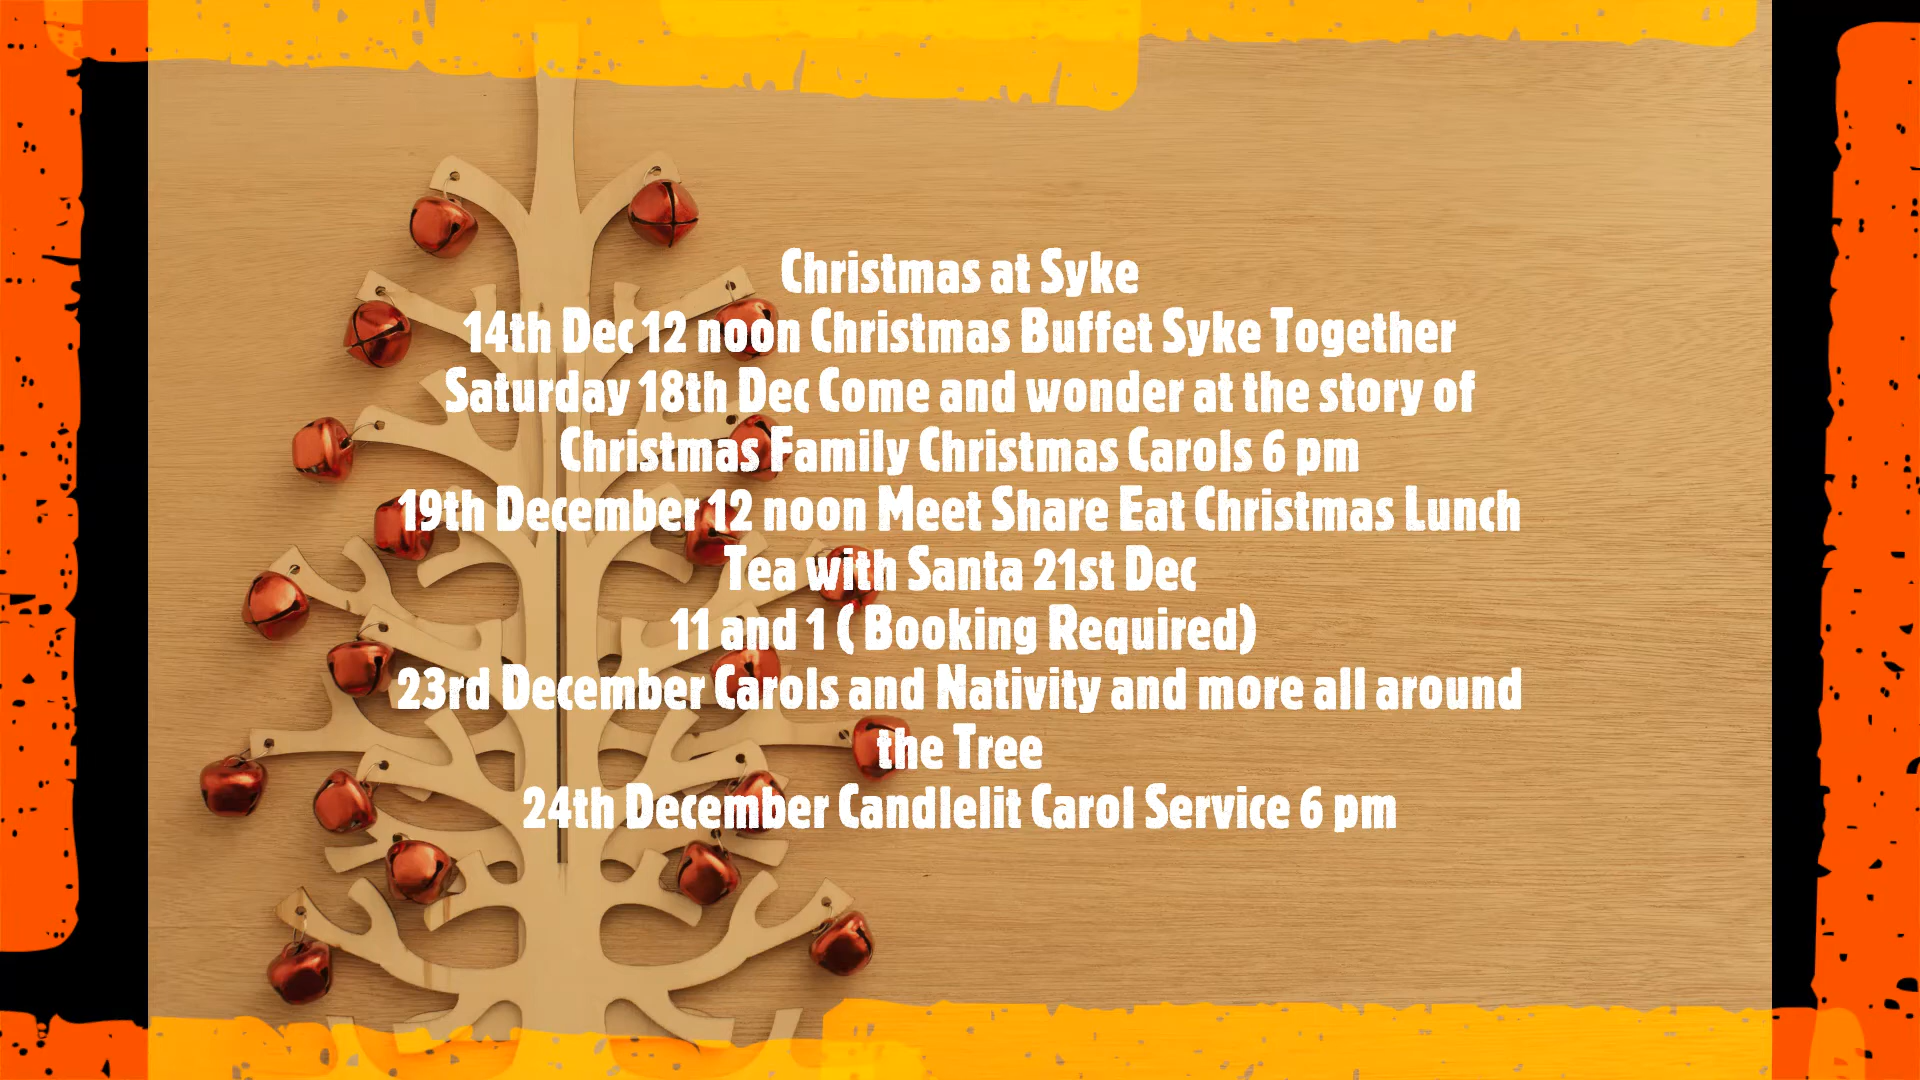 Christmas at Syke
14th Dec 12 noon Christmas Buffet Syke Together
Saturday 18th Dec Come and wonder at the story of
Christmas Family Christmas Carols 6 pm
19th December 12 noon Meet Share Eat Christmas Lunch
Tea with Santa 21st Dec
11 and 1 ( Booking Required)
23rd December Carols and Nativity and more all around
the Tree
24th December Candlelit Carol Service 6 pm